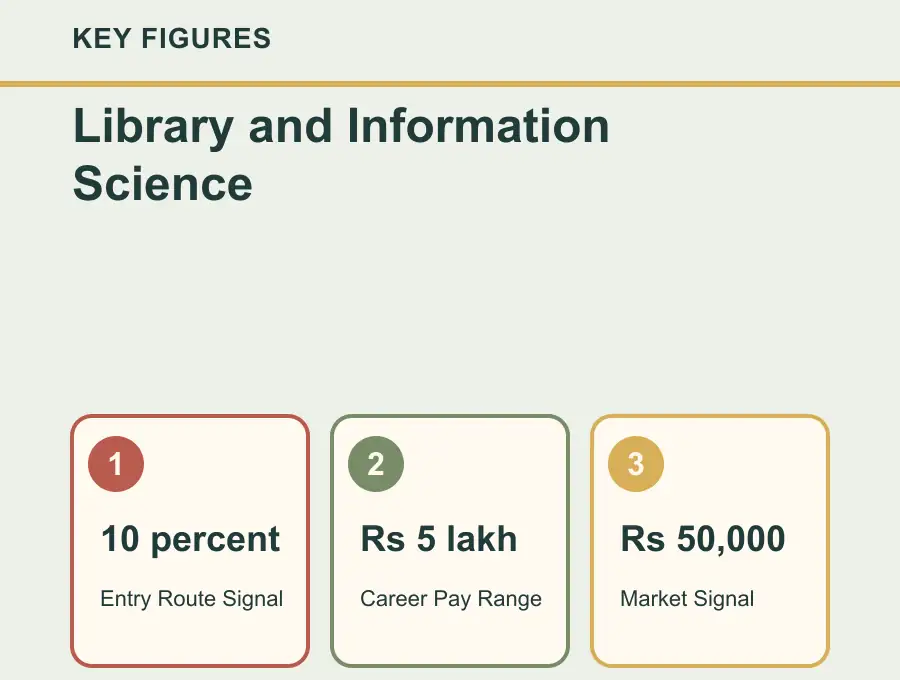 KEY FIGURES
Library and Information
Science
1
2
3
10 percent
Rs 5 lakh
Rs 50,000
Entry Route Signal
Career Pay Range
Market Signal